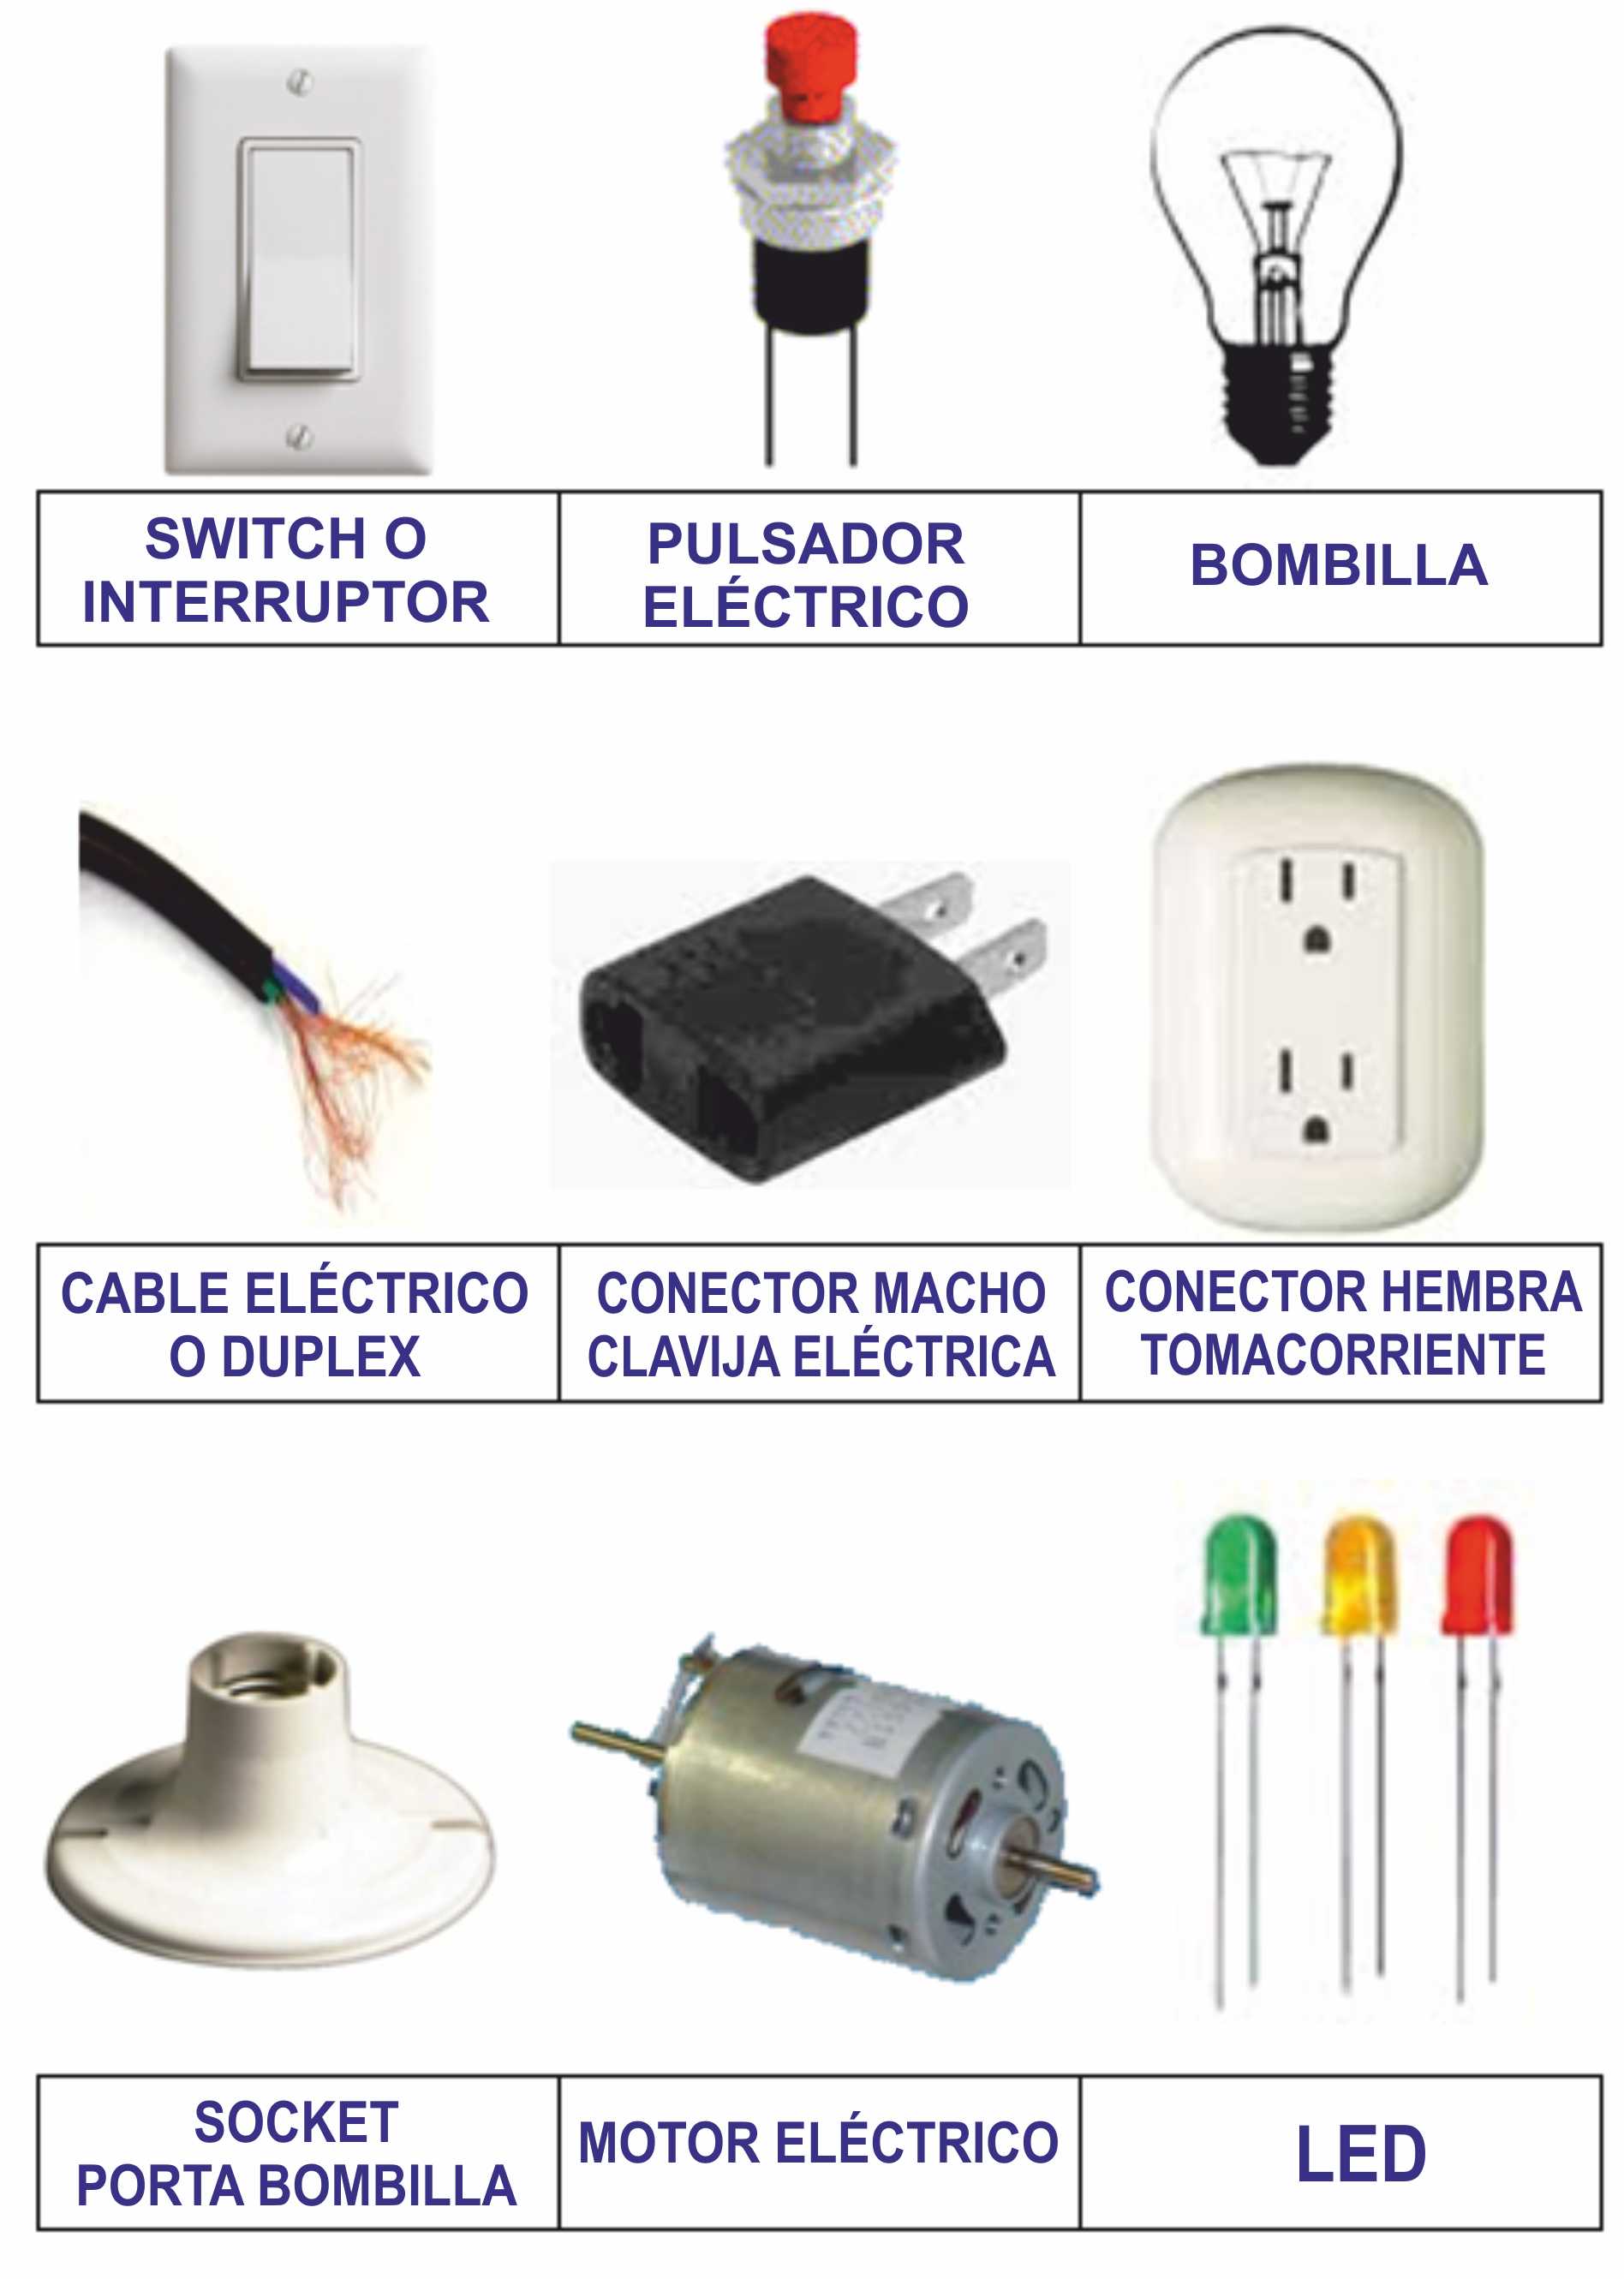 SWITCH O
INTERRUPTOR
PULSADOR
ELÉCTRICO
BOMBILLA
CABLE ELÉCTRICO
O DUPLEX
CONECTOR MACHO
CLAVIJA ELÉCTRICA
CONECTOR HEMBRA
TOMACORRIENTE
SOCKET
PORTA BOMBILLA
MOTOR ELÉCTRICO
LED